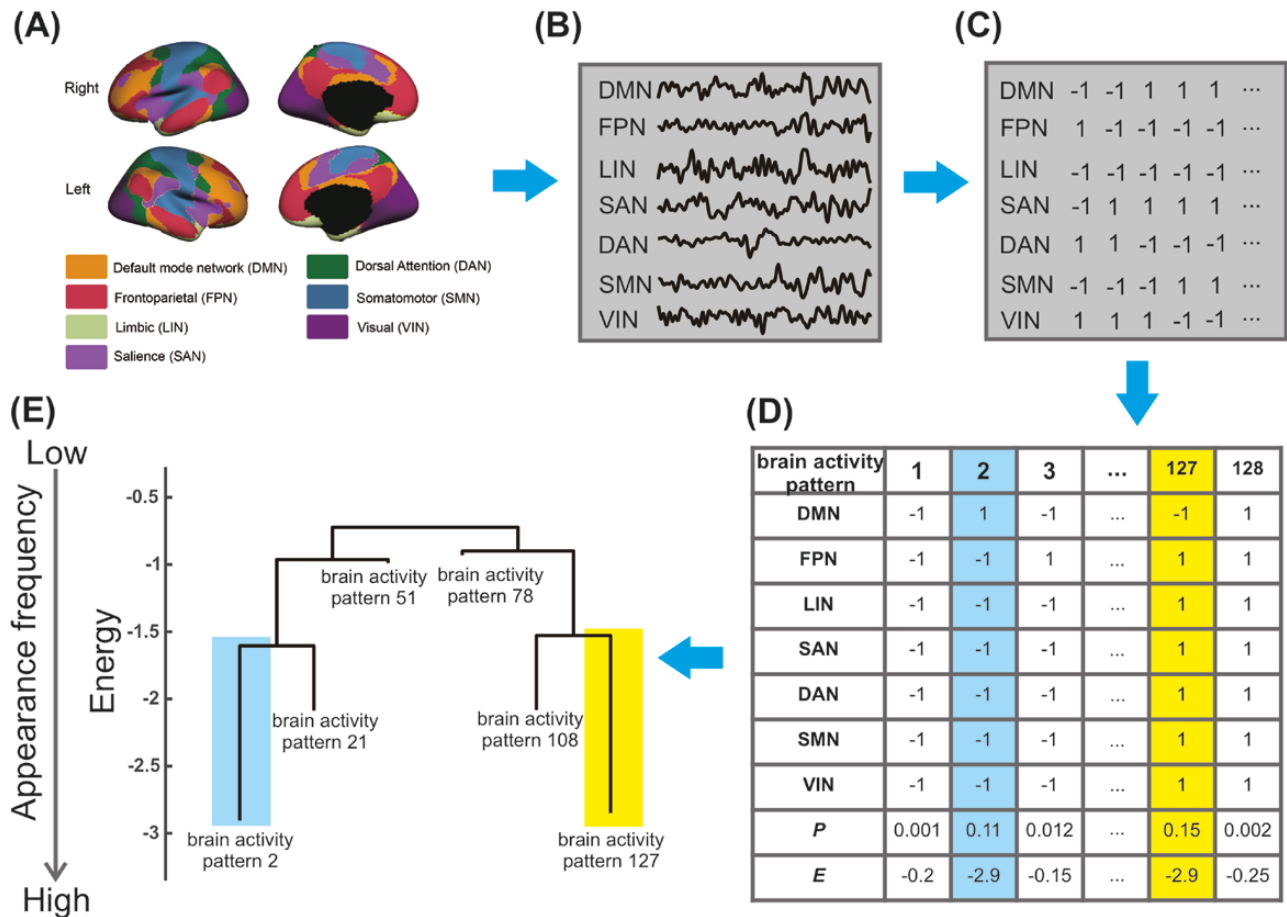 (A)
Right
Left
Default mode network (DMN)
Dorsal Attention (DAN)
Frontoparietal (FPN)
Somatomotor (SMN)
Limbic (LIN)
Visual (VIN)
Salience (SAN)
(B)
DMN
FPN
LIN
SAN
DAN
SMN
VIN
(C)
DMN -1 -1 1 1 1 ...
FPN 1 -1 -1 -1 -1 ...
LIN -1 -1 -1 -1 -1 ...
SAN -1 1 1 1 1 ...
DAN 1 1 -1 -1 -1 ...
SMN -1 -1 -1 1 1 ...
VIN 1 1 1 -1 -1 ...
(D)
brain activity
pattern 1 2 3 ... 127 128
DMN -1 1 -1 ... -1 1
FPN -1 -1 1 ... 1 1
LIN -1 -1 -1 ... 1 1
SAN -1 -1 -1 ... 1 1
DAN -1 -1 -1 ... 1 1
SMN -1 -1 -1 ... 1 1
VIN -1 -1 -1 ... 1 1
P 0.001 0.11 0.012 ... 0.15 0.002
E -0.2 -2.9 -0.15 ... -2.9 -0.25
(E)
Low
Appearance frequency
High
Energy
-0.5
-1
-1.5
-2
-2.5
-3
brain activity
pattern 51
brain activity
pattern 78
brain activity
pattern 21
brain activity
pattern 108
brain activity
pattern 2
brain activity
pattern 127